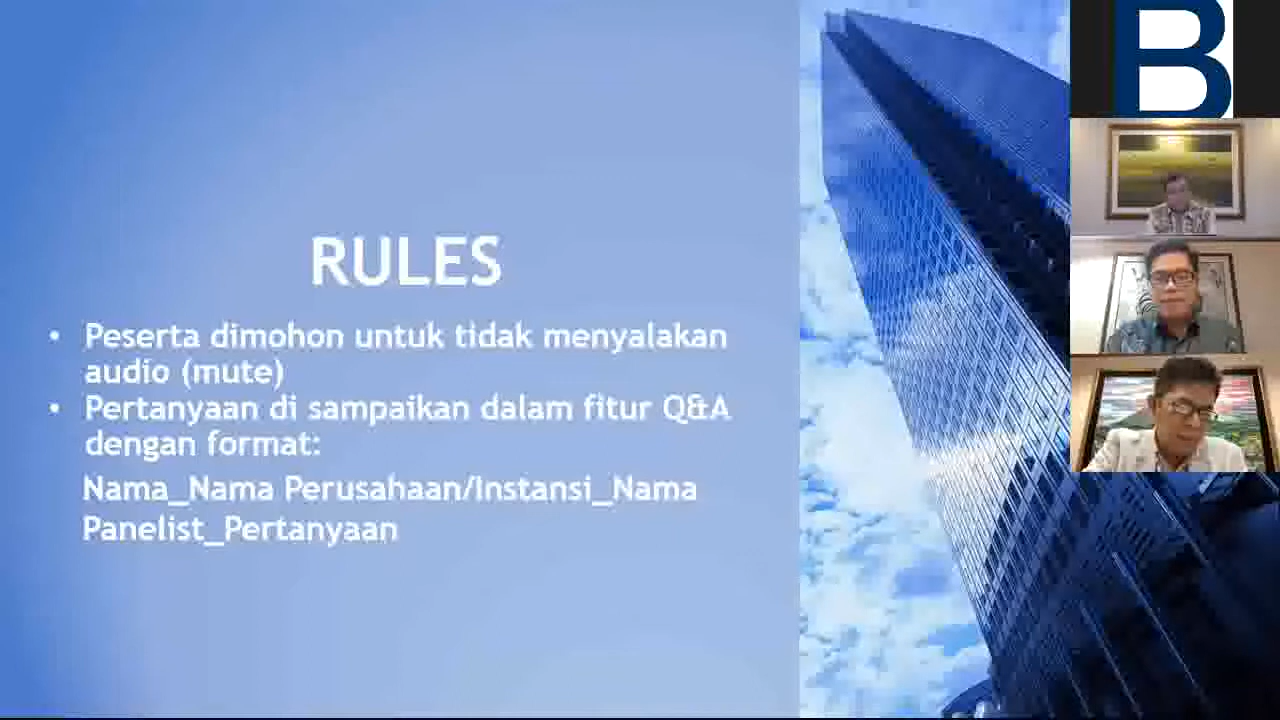 B
RULES
• Peserta dimohon untuk tidak menyalakan
audio (mute)
• Pertanyaan di sampaikan dalam fitur Q&A
dengan format:
Nama_Nama Perusahaan/Instansi_Nama
Panelist_Pertanyaan